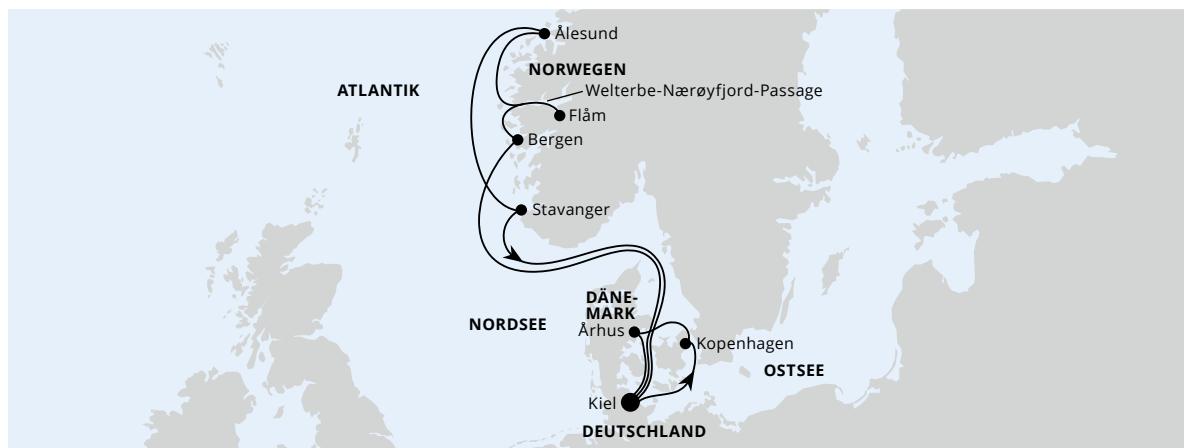 Ålesund
NORWEGEN
ATLANTIK
Welterbe-Nærøyfjord-Passage
Flåm
Bergen
Stavanger
DÄNE-
MARK
NORDSEE
Århus
Kopenhagen
OSTSEE
Kiel
DEUTSCHLAND